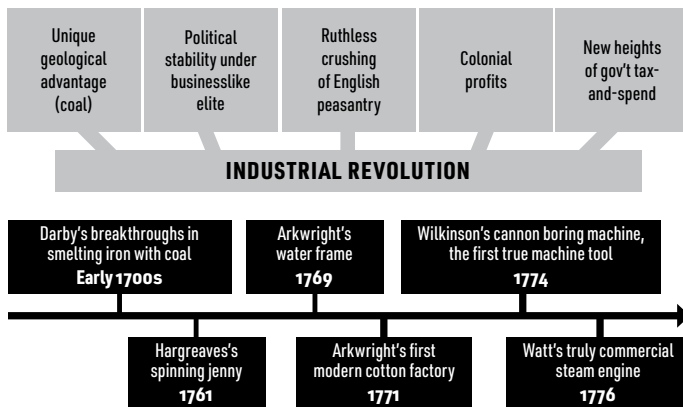 Unique
geological
advantage
(coal)
Political
stability under
businesslike
elite
Ruthless
crushing
of English
peasantry
Colonial
profits
New heights
of gov't tax-
and-spend
INDUSTRIAL REVOLUTION
Darby's breakthroughs in
smelting iron with coal
Early 1700s
Arkwright's
water frame
1769
Wilkinson's cannon boring machine,
the first true machine tool
1774
Hargreaves's
spinning jenny
1761
Arkwright's first
modern cotton factory
1771
Watt's truly commercial
steam engine
1776